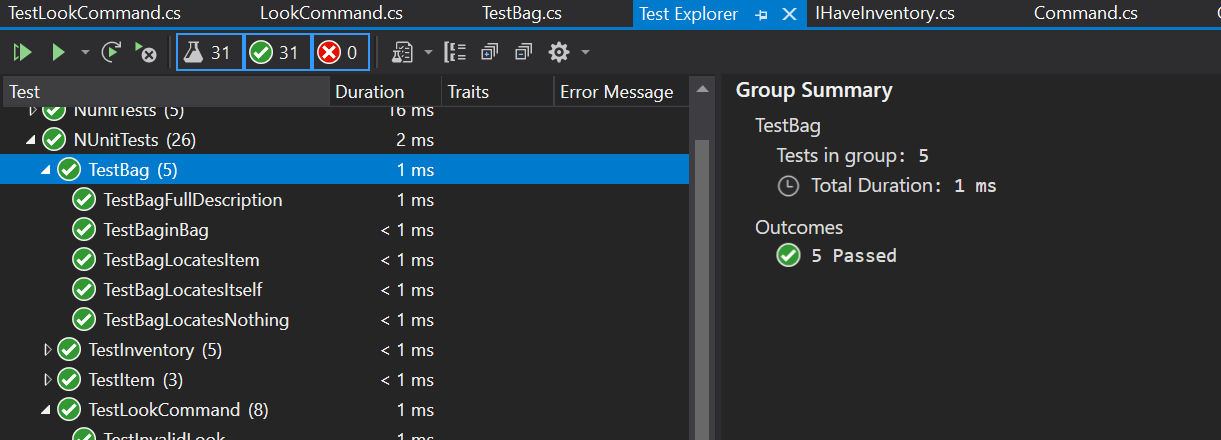 TestLookCommand.cs LookCommand.cs TestBag.cs Test Explorer IHaveInventory.cs Command.cs
31 31 0
Test Duration Traits Error Message
NUnitTests (5) 16 ms
NUnitTests (26) 2 ms
TestBag (5) 1 ms
TestBagFullDescription 1 ms
TestBaginBag < 1 ms
TestBagLocatesItem < 1 ms
TestBagLocatesItself < 1 ms
TestBagLocatesNothing < 1 ms
TestInventory (5) < 1 ms
TestItem (3) < 1 ms
TestLookCommand (8) 1 ms
TestInvalidLook < 1 ms
Group Summary
TestBag
Tests in group: 5
Total Duration: 1 ms
Outcomes
5 Passed